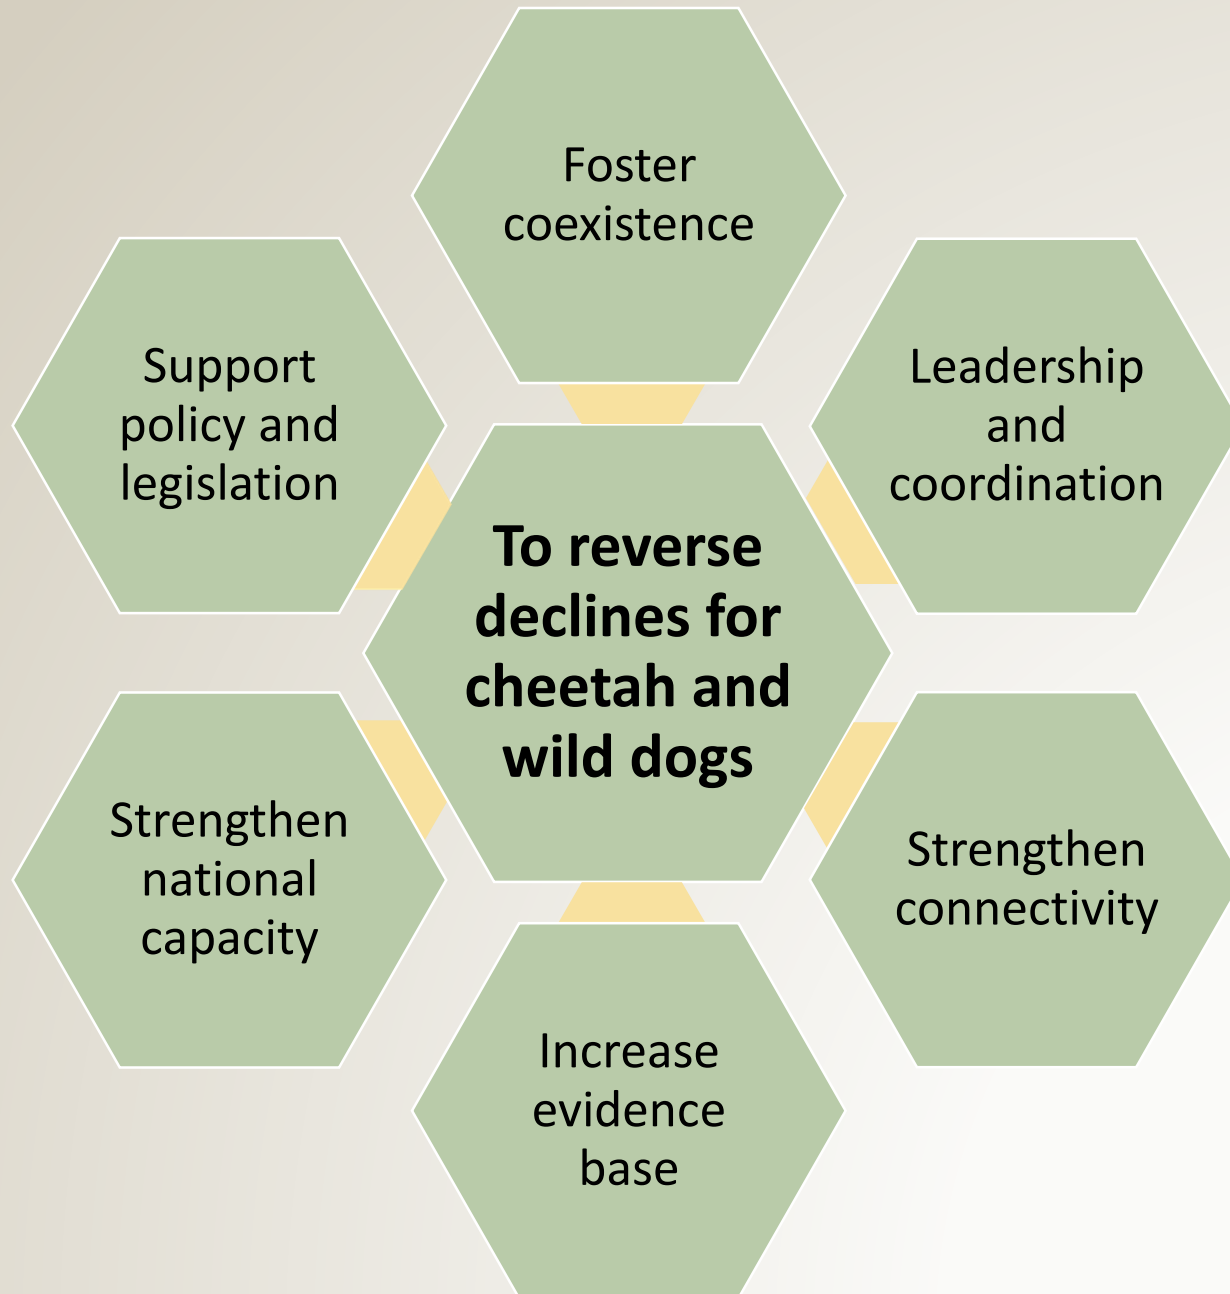 Foster
coexistence
Leadership
and
coordination
Strengthen
connectivity
Increase
evidence
base
Strengthen
national
capacity
Support
policy and
legislation
To reverse
declines for
cheetah and
wild dogs